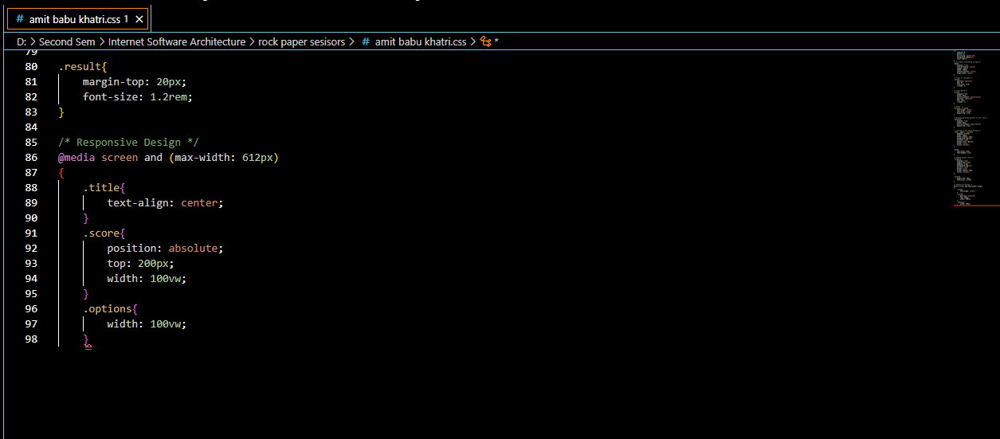 # amit babu khatri.css 1 ✕
D: > Second Sem > Internet Software Architecture > rock paper sesisors > # amit babu khatri.css > *
79
80 .result{
81     margin-top: 20px;
82     font-size: 1.2rem;
83 }
84
85 /* Responsive Design */
86 @media screen and (max-width: 612px)
87 {
88     .title{
89         text-align: center;
90     }
91     .score{
92         position: absolute;
93         top: 200px;
94         width: 100vw;
95     }
96     .options{
97         width: 100vw;
98     }